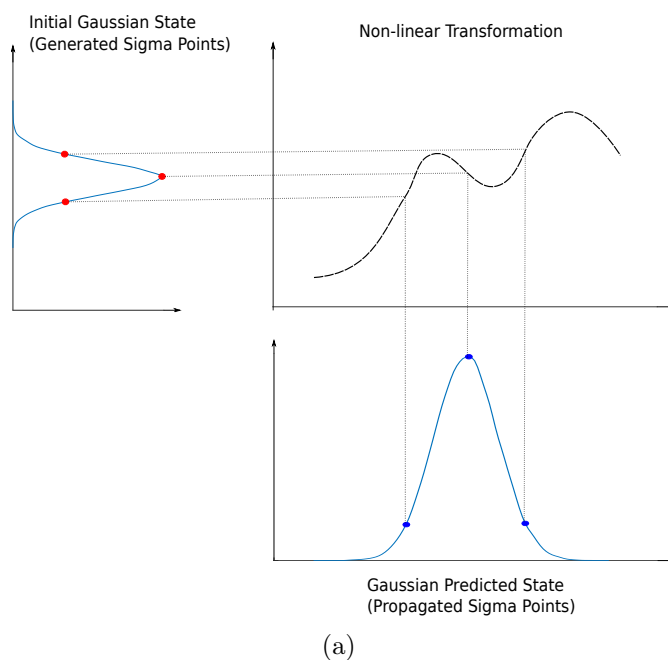 Initial Gaussian State
(Generated Sigma Points)
Non-linear Transformation
Gaussian Predicted State
(Propagated Sigma Points)
(a)